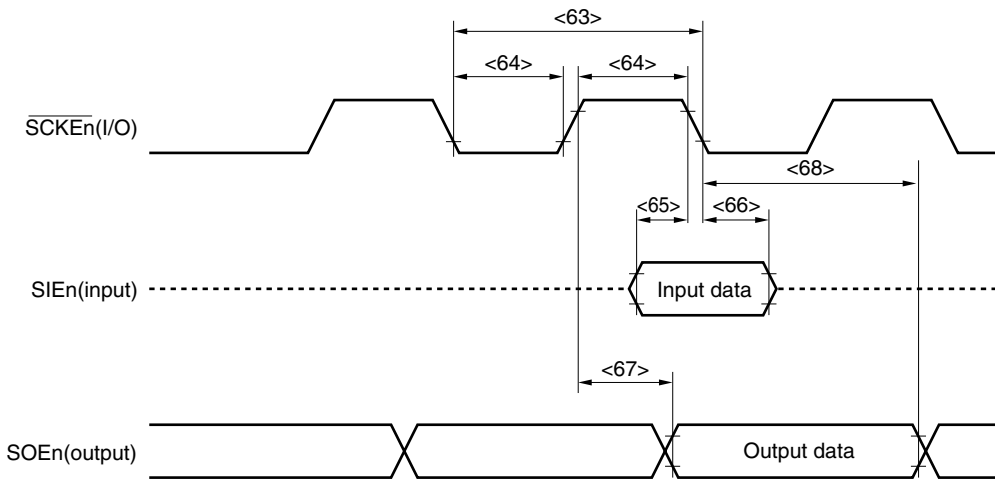 <63>
<64> <64>
SCKEn(I/O)
<68>
<65> <66>
SIEn(input) Input data
<67>
SOEn(output) Output data